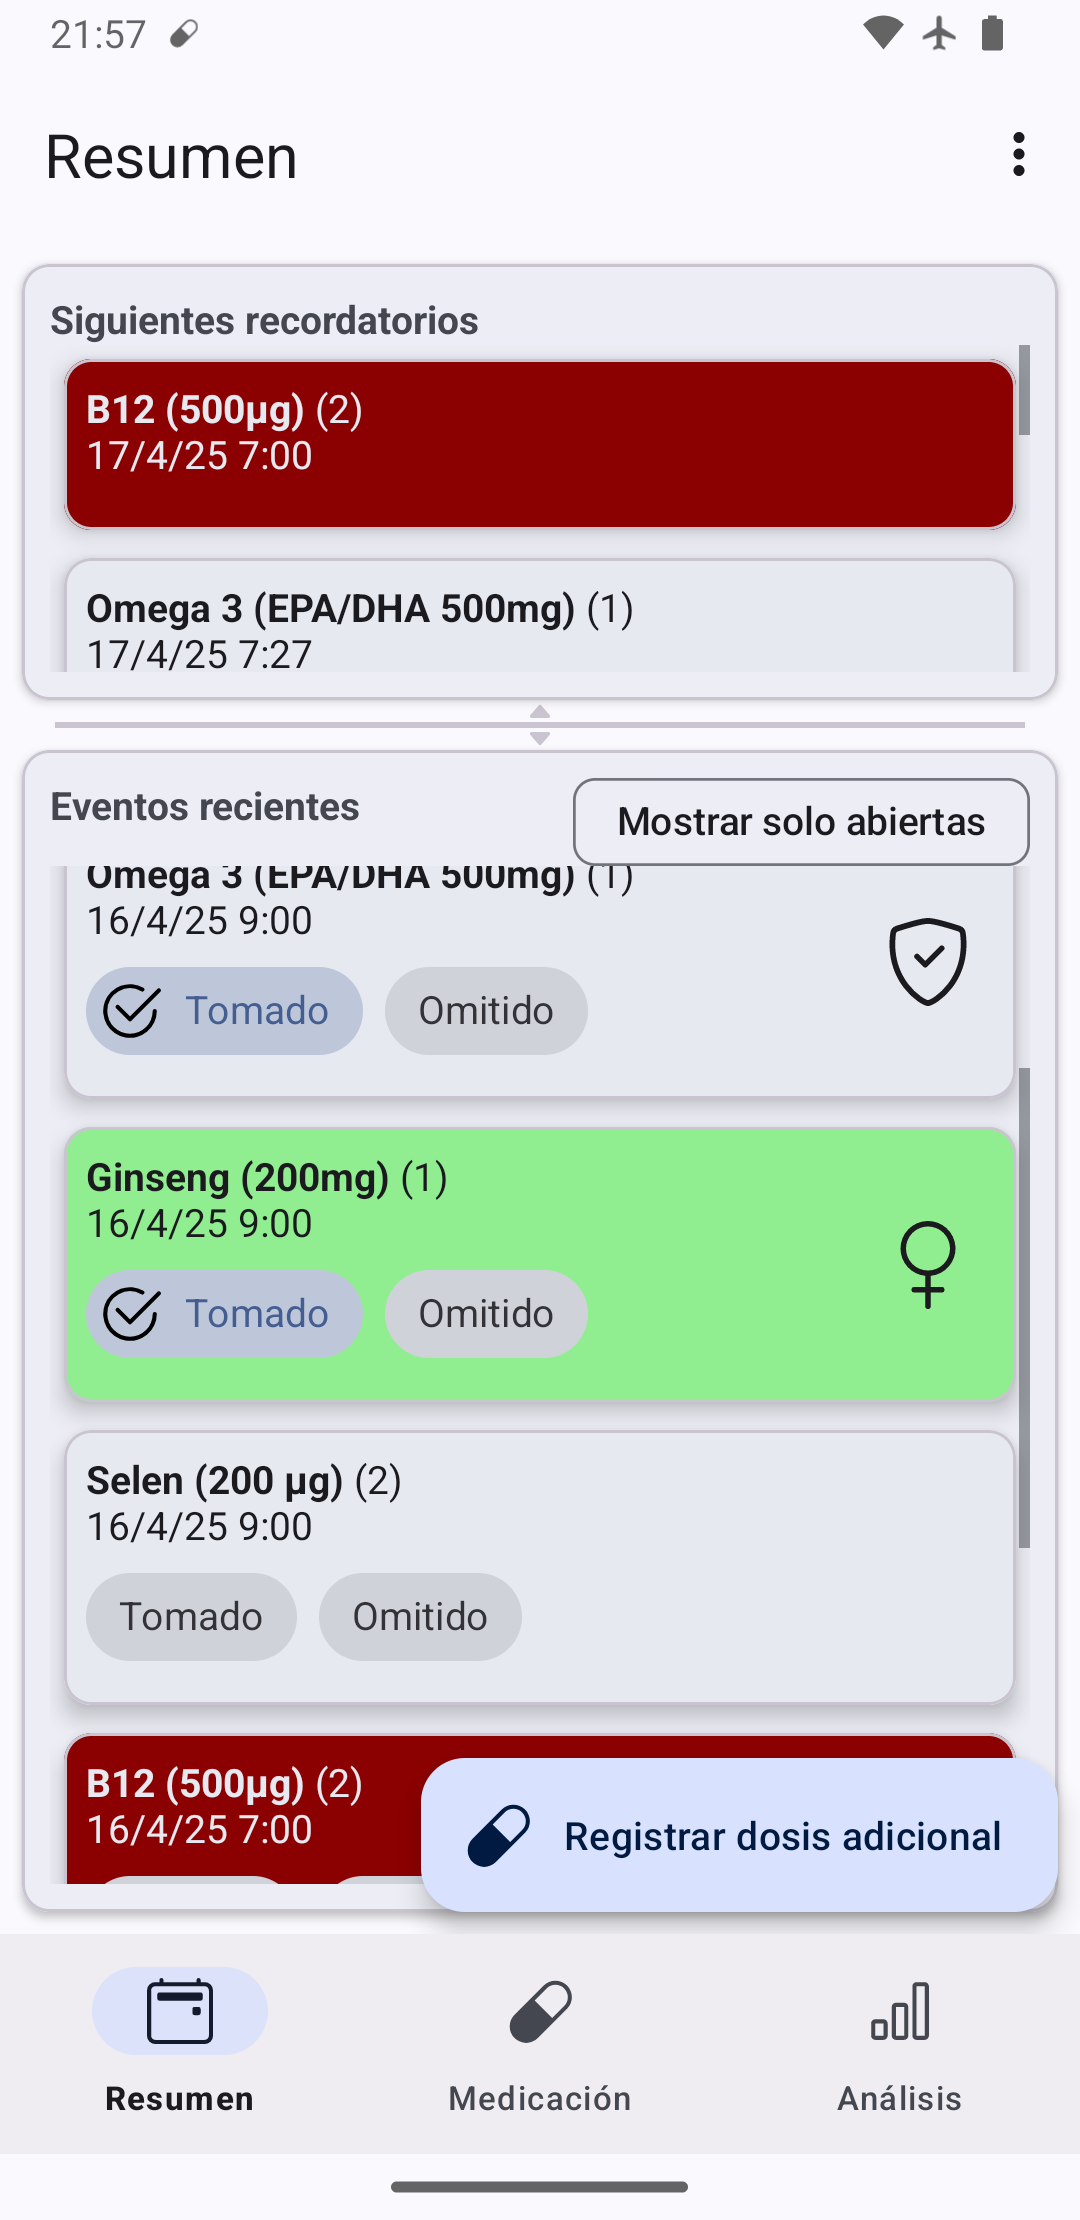 21:57
Resumen
Siguientes recordatorios
B12 (500µg) (2)
17/4/25 7:00
Omega 3 (EPA/DHA 500mg) (1)
17/4/25 7:27
Eventos recientes
Mostrar solo abiertas
Omega 3 (EPA/DHA 500mg) (1)
16/4/25 9:00
Tomado Omitido
Ginseng (200mg) (1)
16/4/25 9:00
Tomado Omitido
Selen (200 µg) (2)
16/4/25 9:00
Tomado Omitido
B12 (500µg) (2)
16/4/25 7:00
Registrar dosis adicional
Resumen Medicación Análisis